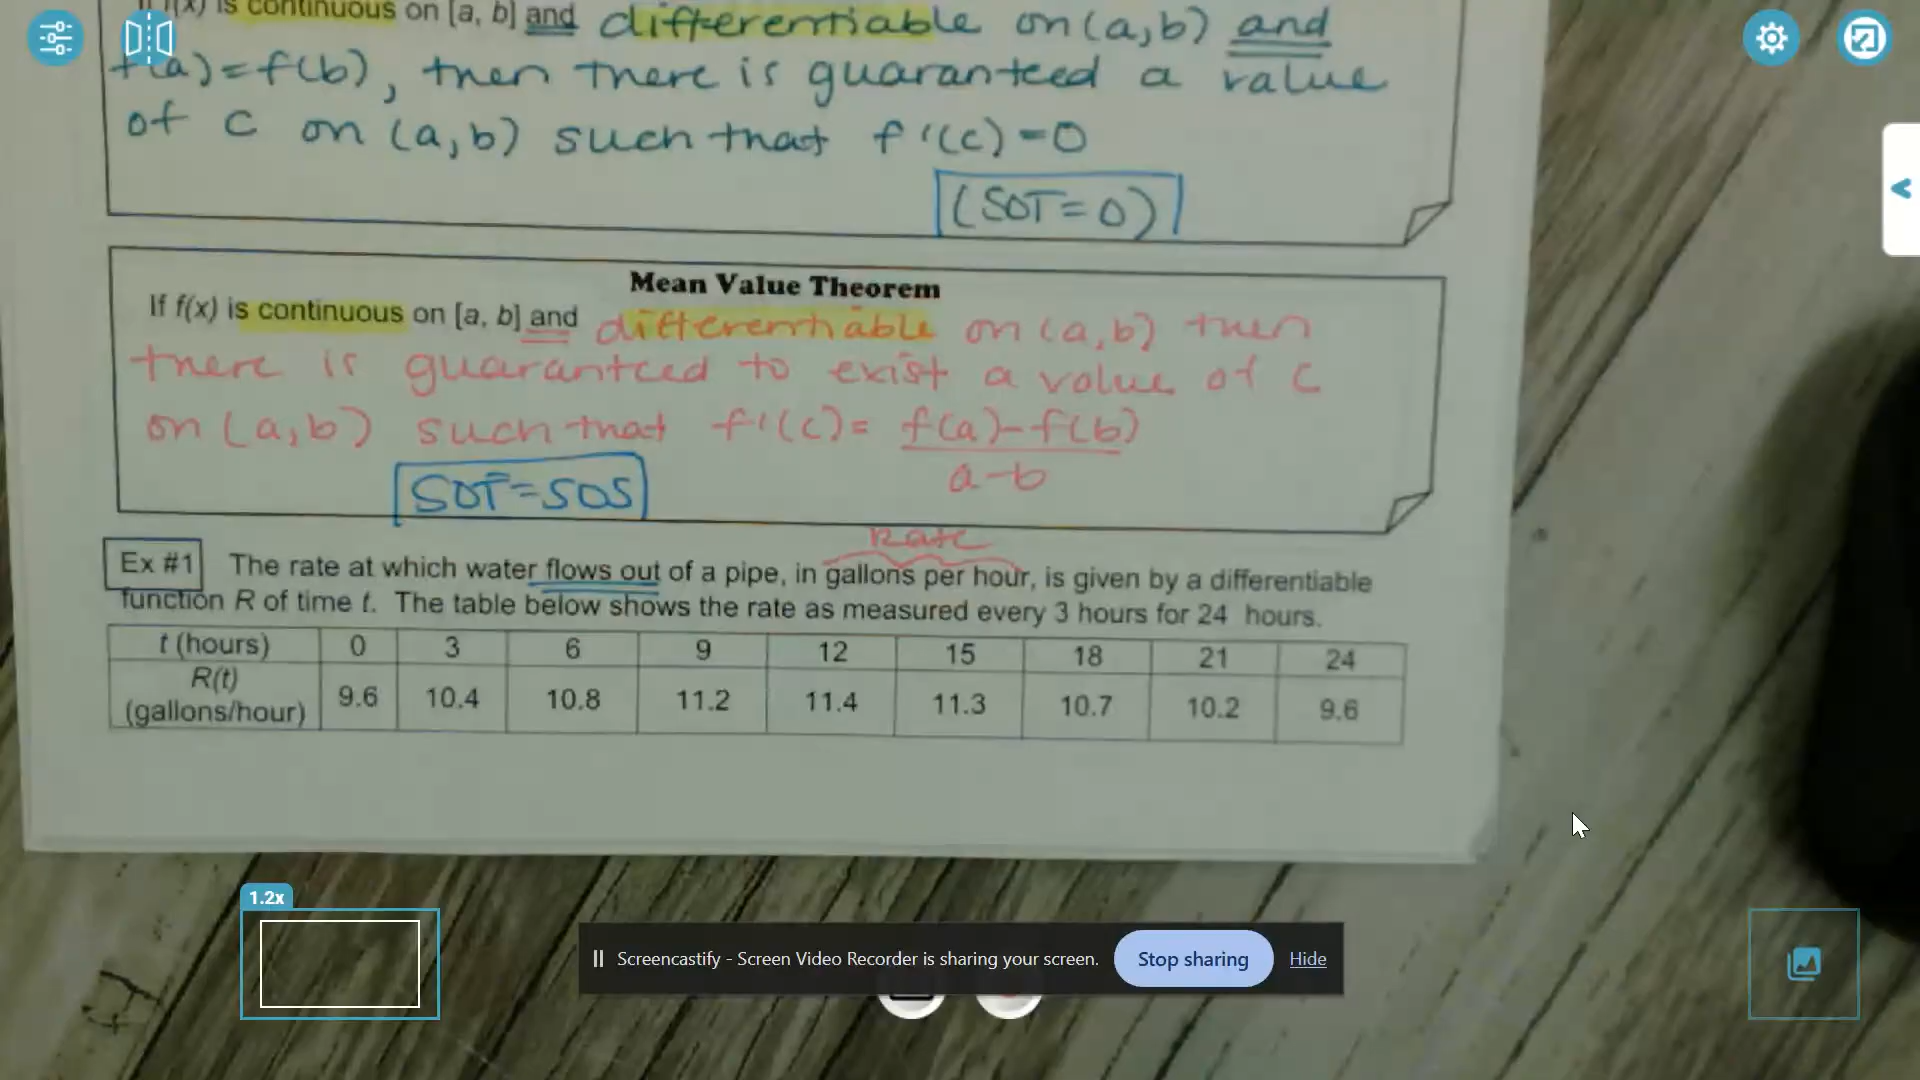 is continuous on [a, b] and differentiable on (a,b) and
f(a)=f(b), then there is guaranteed a value
of c on (a,b) such that f'(c)=0
(SOT=0)
Mean Value Theorem
If f(x) is continuous on [a, b] and differentiable on (a,b) then
there is guaranteed to exist a value of c
on (a,b) such that f'(c)= f(a)-f(b)
a-b
SOT=SOS
Rate
Ex #1 The rate at which water flows out of a pipe, in gallons per hour, is given by a differentiable
function R of time t. The table below shows the rate as measured every 3 hours for 24 hours.
t (hours) 0 3 6 9 12 15 18 21 24
R(t)
(gallons/hour) 9.6 10.4 10.8 11.2 11.4 11.3 10.7 10.2 9.6
1.2x
Screencastify - Screen Video Recorder is sharing your screen. Stop sharing Hide